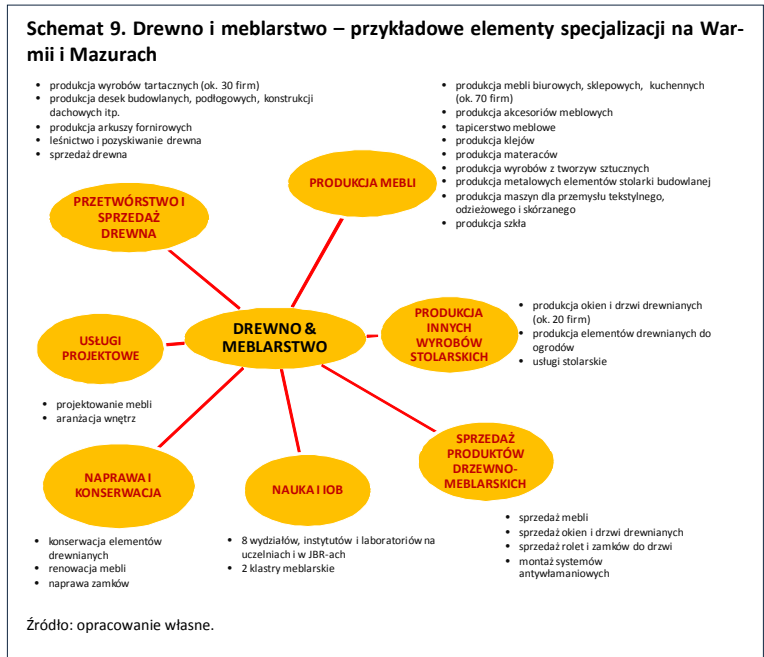 Schemat 9. Drewno i meblarstwo – przykładowe elementy specjalizacji na War-
mii i Mazurach
• produkcja wyrobów tartacznych (ok. 30 firm)
• produkcja desek budowlanych, podłogowych, konstrukcji
dachowych itp.
• produkcja arkuszy fornirowych
• leśnictwo i pozyskiwanie drewna
• sprzedaż drewna
PRZETWÓRSTWO I
SPRZEDAŻ
DREWNA
• produkcja mebli biurowych, sklepowych, kuchennych
(ok. 70 firm)
• produkcja akcesoriów meblowych
• tapicerstwo meblowe
• produkcja klejów
• produkcja materaców
• produkcja wyrobów z tworzyw sztucznych
• produkcja metalowych elementów stolarki budowlanej
• produkcja maszyn dla przemysłu tekstylnego,
odzieżowego i skórzanego
• produkcja szkła
PRODUKCJA MEBLI
USŁUGI
PROJEKTOWE
• projektowanie mebli
• aranżacja wnętrz
DREWNO &
MEBLARSTWO
PRODUKCJA
INNYCH
WYROBÓW
STOLARSKICH
• produkcja okien i drzwi drewnianych
(ok. 20 firm)
• produkcja elementów drewnianych do
ogrodów
• usługi stolarskie
NAPRAWA I
KONSERWACJA
• konserwacja elementów
drewnianych
• renowacja mebli
• naprawa zamków
NAUKA I IOB
• 8 wydziałów, instytutów i laboratoriów na
uczelniach i w JBR-ach
• 2 klastry meblarskie
SPRZEDAŻ
PRODUKTÓW
DRZEWNO-
MEBLARSKICH
• sprzedaż mebli
• sprzedaż okien i drzwi drewnianych
• sprzedaż rolet i zamków do drzwi
• montaż systemów
antywłamaniowych
Źródło: opracowanie własne.